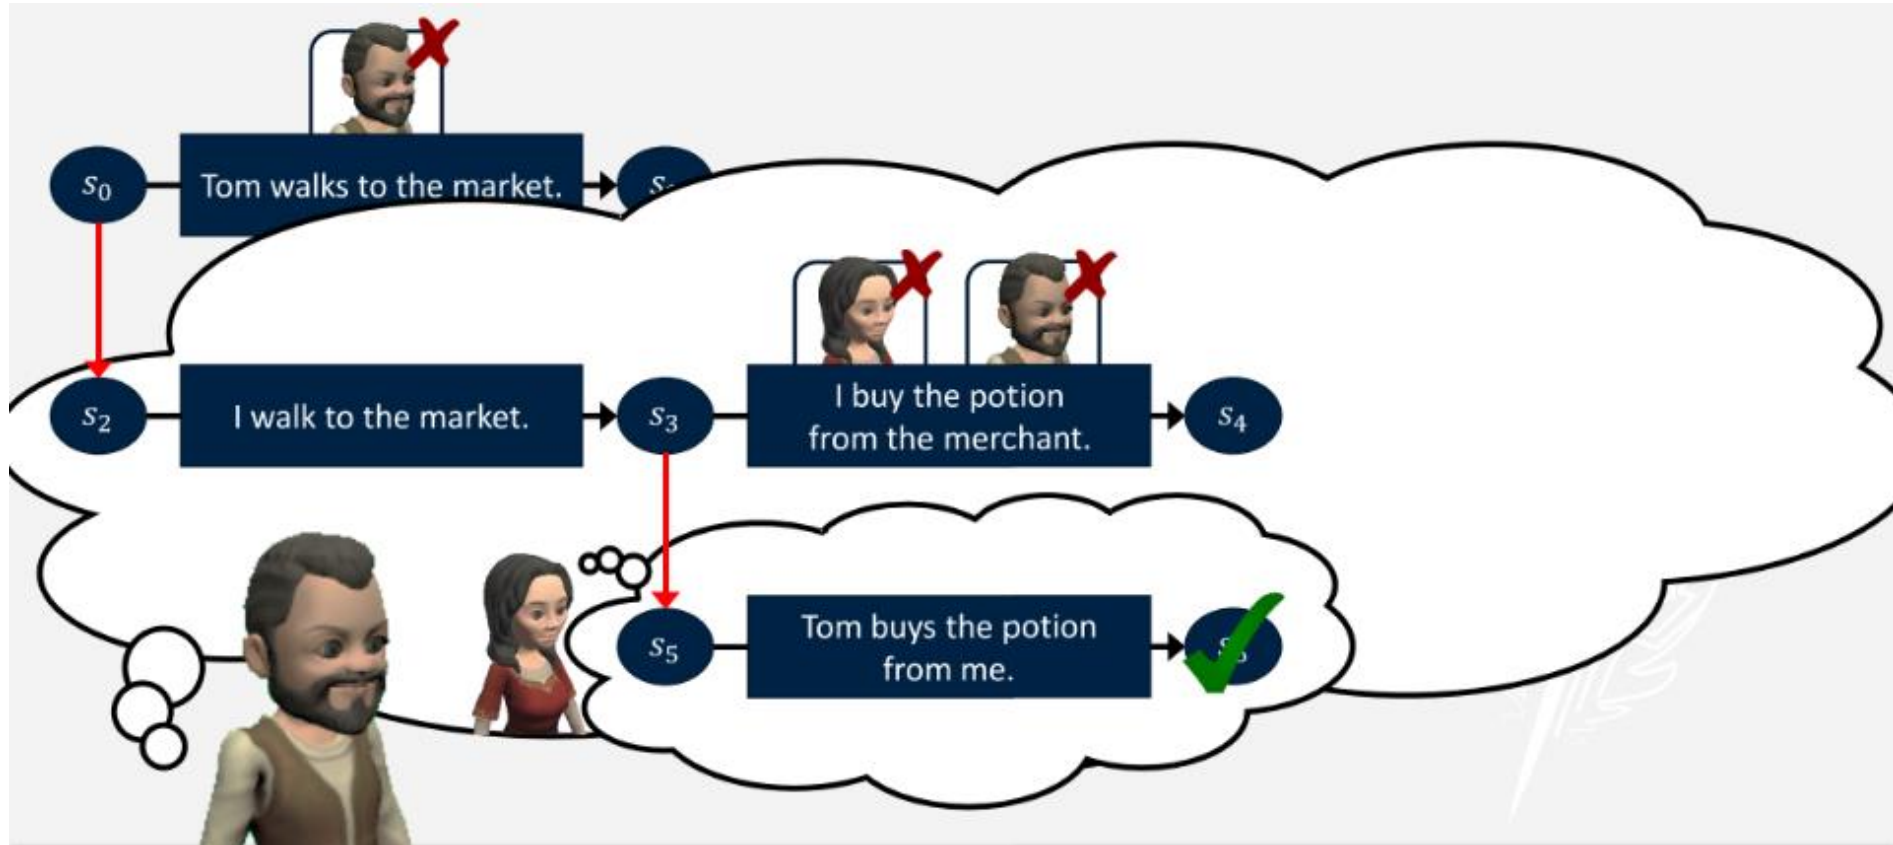 s₀
Tom walks to the market.
s₂
I walk to the market.
s₃
I buy the potion
from the merchant.
s₄
s₅
Tom buys the potion
from me.